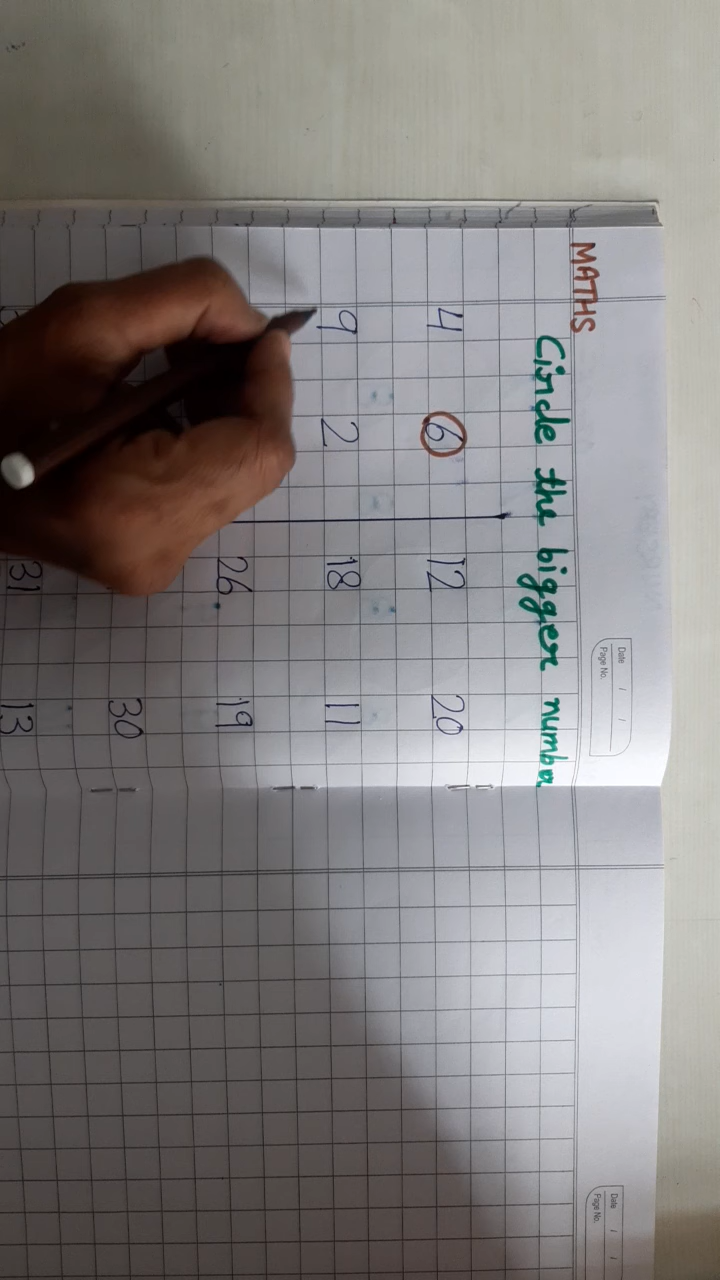 Date / /
Page No.
MATHS
Circle the bigger number
4 6 12 20
9 2 18 11
26 19
30
31 13
Date / /
Page No.